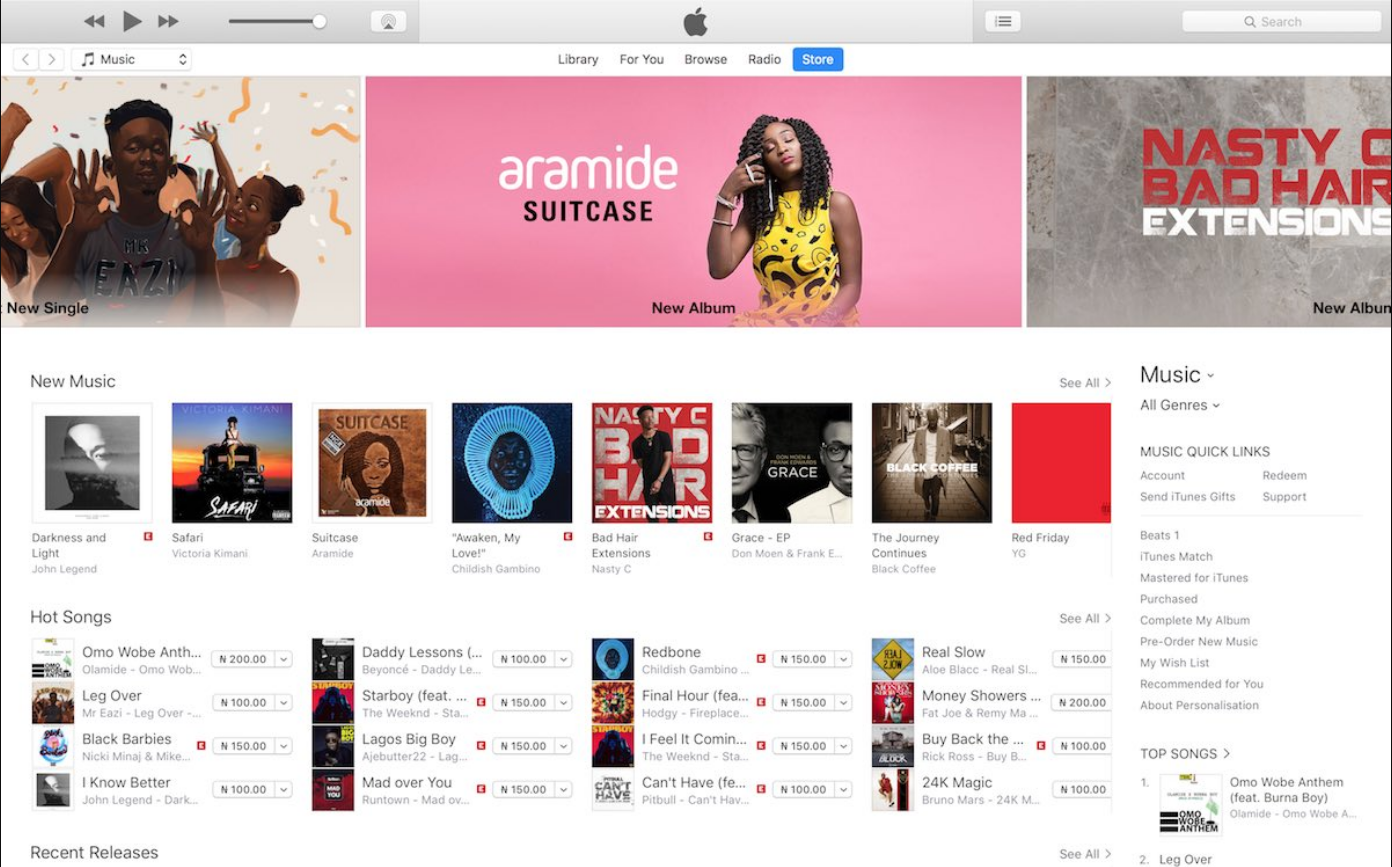 Search
Music
Library
For You
Browse
Radio
Store
MR
EAZI
New Single
aramide
SUITCASE
New Album
NASTY C
BAD HAIR
EXTENSIONS
New Album
New Music
See All >
VICTORIA KIMANI
SAFARI
SUITCASE
aramide
NASTY C
BAD
HAIR
EXTENSIONS
DON MOEN &
FRANK EDWARDS
GRACE
BLACK COFFEE
Darkness and
Light
John Legend
Safari
Victoria Kimani
Suitcase
Aramide
"Awaken, My
Love!"
Childish Gambino
Bad Hair
Extensions
Nasty C
Grace - EP
Don Moen & Frank E...
The Journey
Continues
Black Coffee
Red Friday
YG
Hot Songs
See All >
Omo Wobe Anth...
Olamide - Omo Wob...
₦ 200.00
Leg Over
Mr Eazi - Leg Over -...
₦ 100.00
Black Barbies
Nicki Minaj & Mike...
₦ 150.00
I Know Better
John Legend - Dark...
₦ 100.00
Daddy Lessons (...
Beyoncé - Daddy Le...
₦ 100.00
Starboy (feat. ...
The Weeknd - Sta...
₦ 150.00
Lagos Big Boy
Ajebutter22 - Lag...
₦ 150.00
Mad over You
Runtown - Mad ov...
₦ 150.00
Redbone
Childish Gambino ...
₦ 150.00
Final Hour (fea...
Hodgy - Fireplace...
₦ 150.00
I Feel It Comin...
The Weeknd - Sta...
₦ 150.00
Can't Have (fe...
Pitbull - Can't Hav...
₦ 100.00
Real Slow
Aloe Blacc - Real Sl...
₦ 150.00
Money Showers ...
Fat Joe & Remy Ma ...
₦ 200.00
Buy Back the ...
Rick Ross - Buy B...
₦ 100.00
24K Magic
Bruno Mars - 24K M...
₦ 100.00
Recent Releases
See All >
Music
All Genres
MUSIC QUICK LINKS
Account
Redeem
Send iTunes Gifts
Support
Beats 1
iTunes Match
Mastered for iTunes
Purchased
Complete My Album
Pre-Order New Music
My Wish List
Recommended for You
About Personalisation
TOP SONGS >
1.
OMO
WOBE
ANTHEM
Omo Wobe Anthem
(feat. Burna Boy)
Olamide - Omo Wobe A...
2. Leg Over